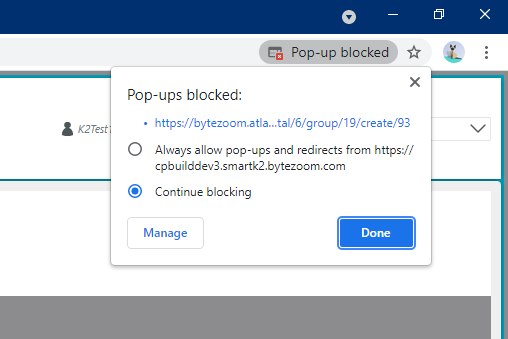 Pop-up blocked
Pop-ups blocked:
https://bytezoom.atla...tal/6/group/19/create/93
K2Test
Always allow pop-ups and redirects from https://
cpbuilddev3.smartk2.bytezoom.com
Continue blocking
Manage
Done